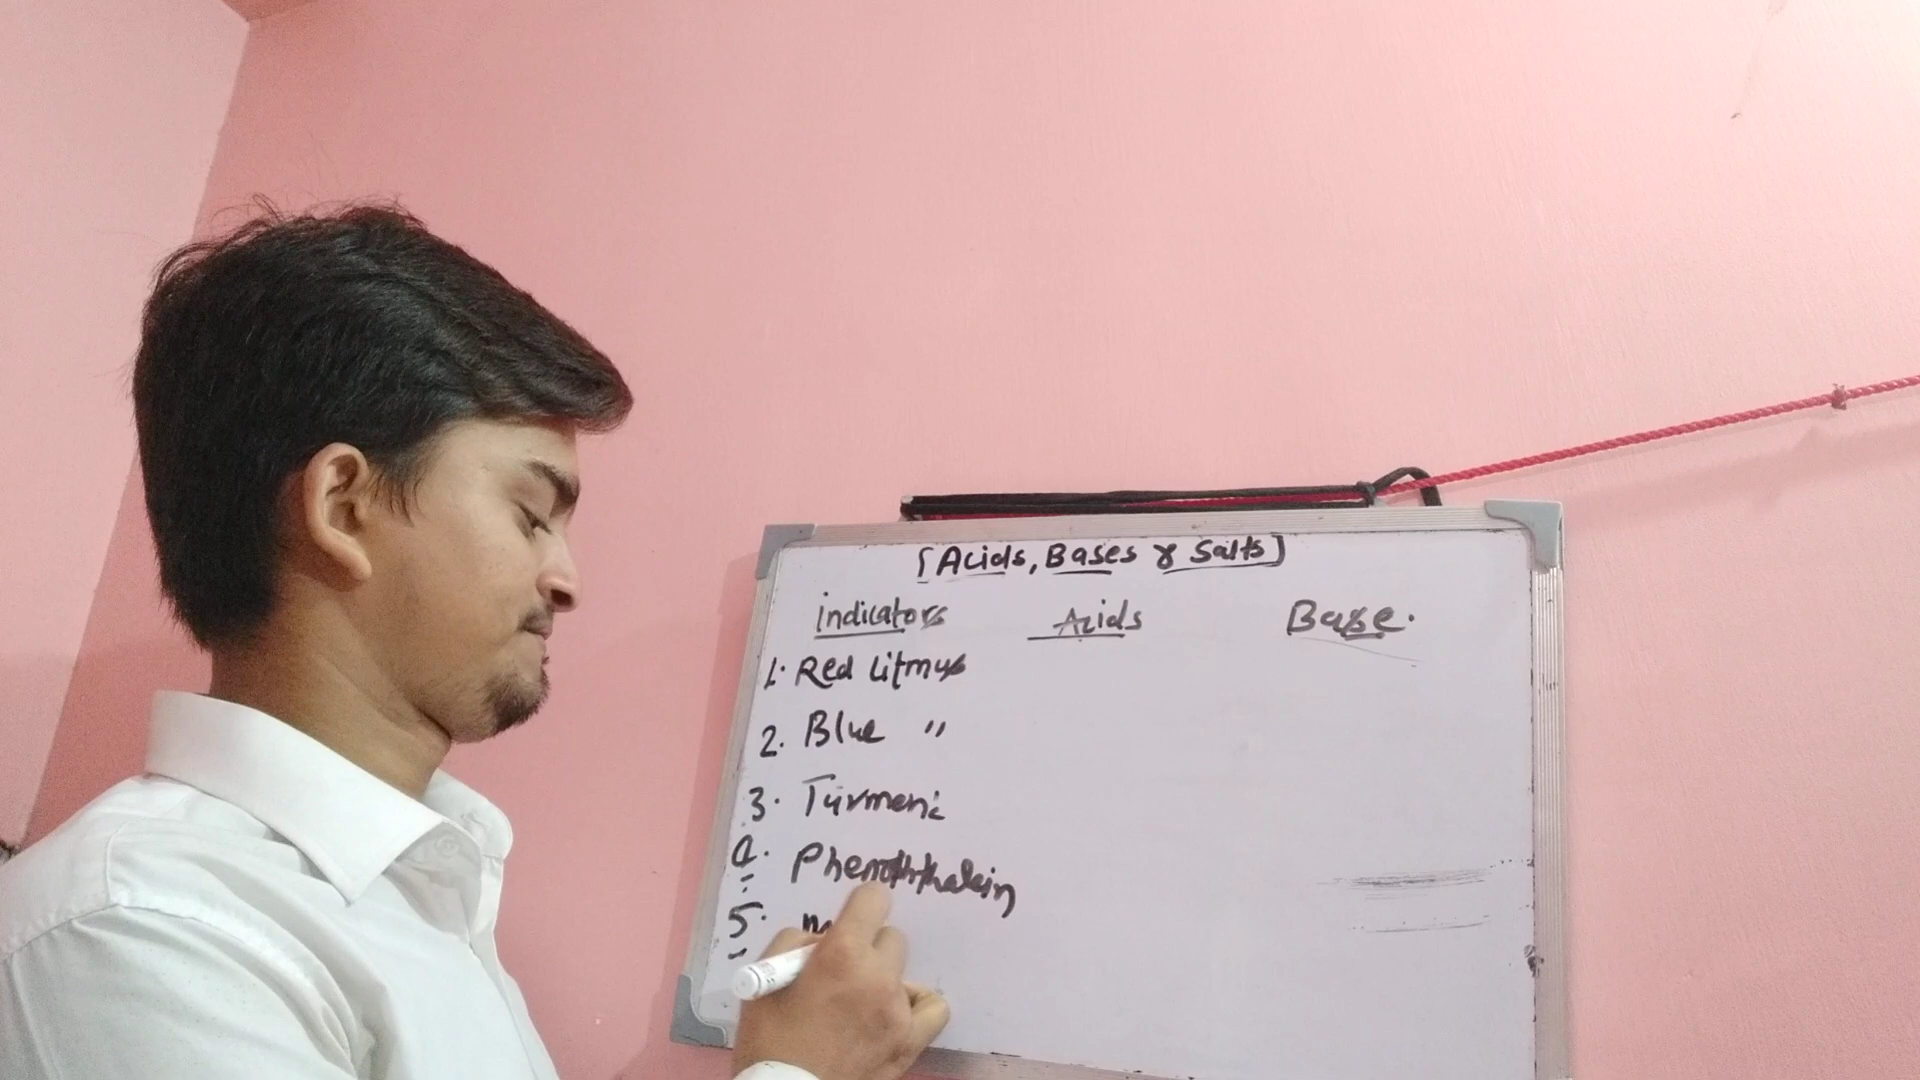 [Acids, Bases & Salts]
indicators Acids Base.
1. Red litmus
2. Blue "
3. Turmeric
4. Phenolphthalein
5.